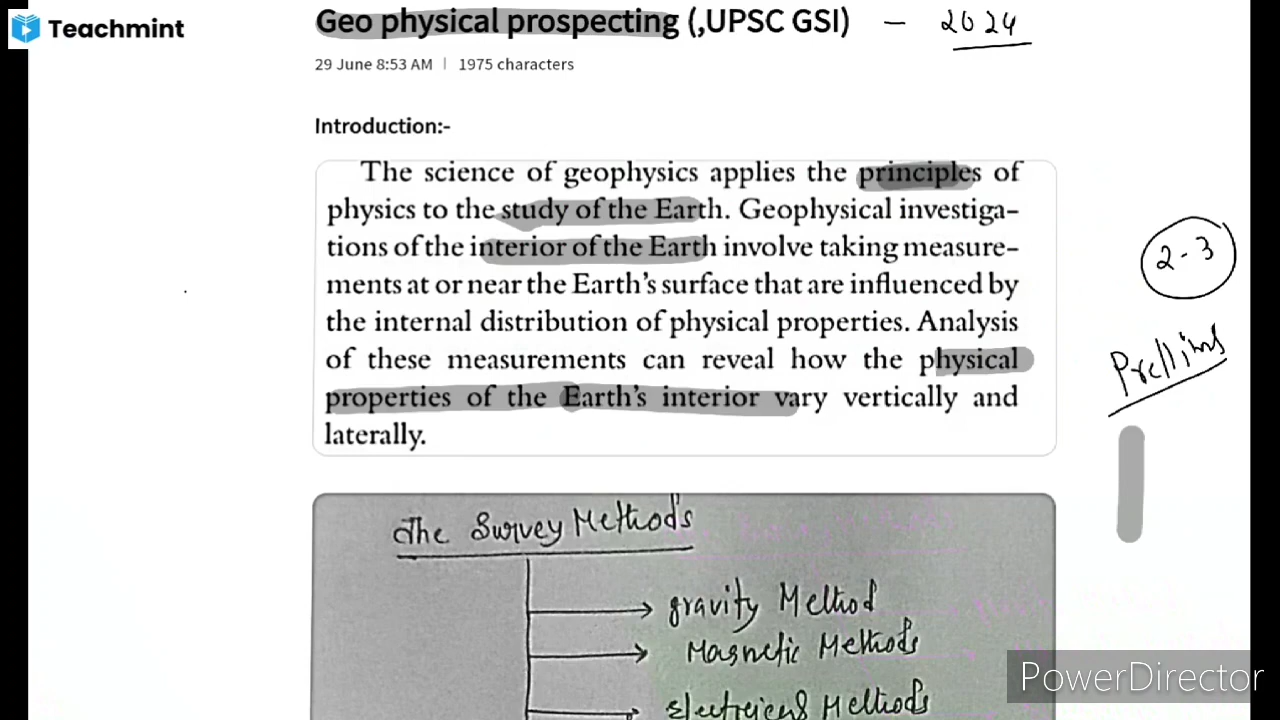 Teachmint
Geo physical prospecting (,UPSC GSI) – 2024
29 June 8:53 AM | 1975 characters
Introduction:-
The science of geophysics applies the principles of
physics to the study of the Earth. Geophysical investiga-
tions of the interior of the Earth involve taking measure-
ments at or near the Earth's surface that are influenced by
the internal distribution of physical properties. Analysis
of these measurements can reveal how the physical
properties of the Earth's interior vary vertically and
laterally.
2-3
Prelims
The Survey Methods
gravity Method
Magnetic Methods
Electrical Methods
PowerDirector